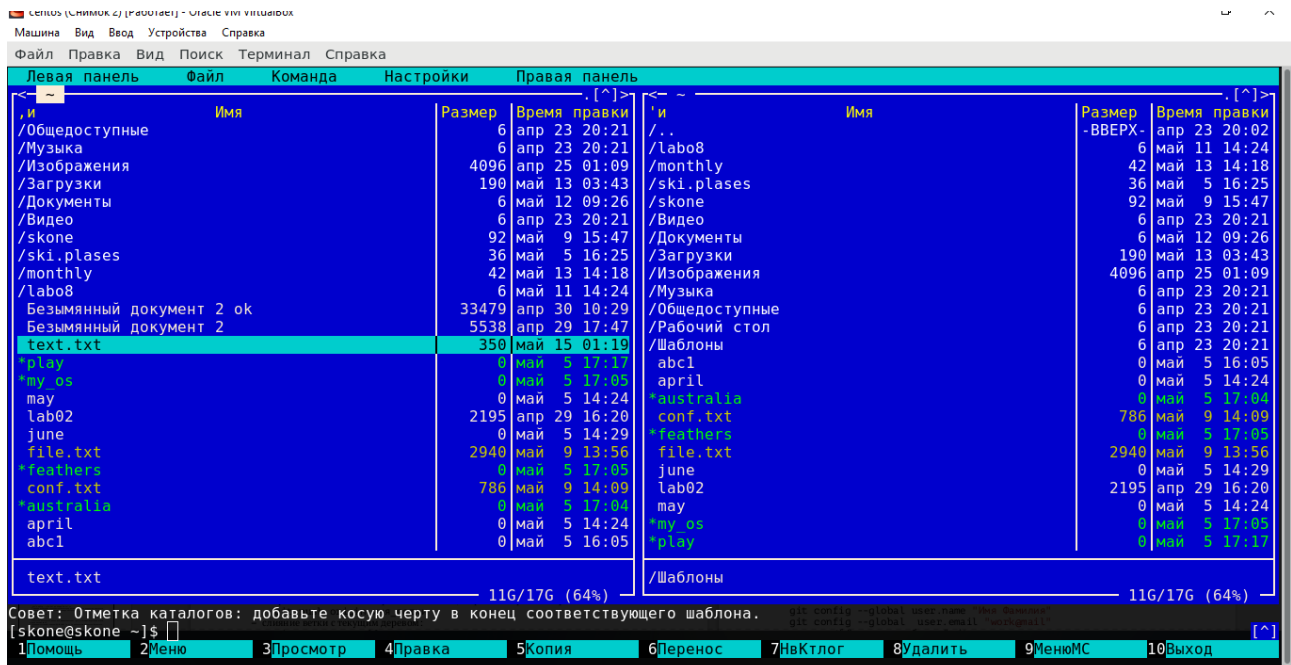 centos (Снимок 2) [Работает] - Oracle VM VirtualBox
Машина Вид Ввод Устройства Справка
Файл Правка Вид Поиск Терминал Справка
Левая панель Файл Команда Настройки Правая панель
<─ ~ .[^]> <─ ~ .[^]>
,и Имя Размер Время правки 'и Имя Размер Время правки
/Общедоступные 6 апр 23 20:21 /.. -ВВЕРХ- апр 23 20:02
/Музыка 6 апр 23 20:21 /labo8 6 май 11 14:24
/Изображения 4096 апр 25 01:09 /monthly 42 май 13 14:18
/Загрузки 190 май 13 03:43 /ski.plases 36 май 5 16:25
/Документы 6 май 12 09:26 /skone 92 май 9 15:47
/Видео 6 апр 23 20:21 /Видео 6 апр 23 20:21
/skone 92 май 9 15:47 /Документы 6 май 12 09:26
/ski.plases 36 май 5 16:25 /Загрузки 190 май 13 03:43
/monthly 42 май 13 14:18 /Изображения 4096 апр 25 01:09
/labo8 6 май 11 14:24 /Музыка 6 апр 23 20:21
Безымянный документ 2 ok 33479 апр 30 10:29 /Общедоступные 6 апр 23 20:21
Безымянный документ 2 5538 апр 29 17:47 /Рабочий стол 6 апр 23 20:21
text.txt 350 май 15 01:19 /Шаблоны 6 апр 23 20:21
*play 0 май 5 17:17 abc1 0 май 5 16:05
*my_os 0 май 5 17:05 april 0 май 5 14:24
may 0 май 5 14:24 *australia 0 май 5 17:04
lab02 2195 апр 29 16:20 conf.txt 786 май 9 14:09
june 0 май 5 14:29 *feathers 0 май 5 17:05
file.txt 2940 май 9 13:56 file.txt 2940 май 9 13:56
*feathers 0 май 5 17:05 june 0 май 5 14:29
conf.txt 786 май 9 14:09 lab02 2195 апр 29 16:20
*australia 0 май 5 17:04 may 0 май 5 14:24
april 0 май 5 14:24 *my_os 0 май 5 17:05
abc1 0 май 5 16:05 *play 0 май 5 17:17
text.txt /Шаблоны
11G/17G (64%) 11G/17G (64%)
Совет: Отметка каталогов: добавьте косую черту в конец соответствующего шаблона.
git config --global user.name "Имя Фамилия"
git config --global user.email "work@mail"
[skone@skone ~]$ [^]
1Помощь 2Меню 3Просмотр 4Правка 5Копия 6Перенос 7НвКтлог 8Удалить 9МенюМС 10Выход